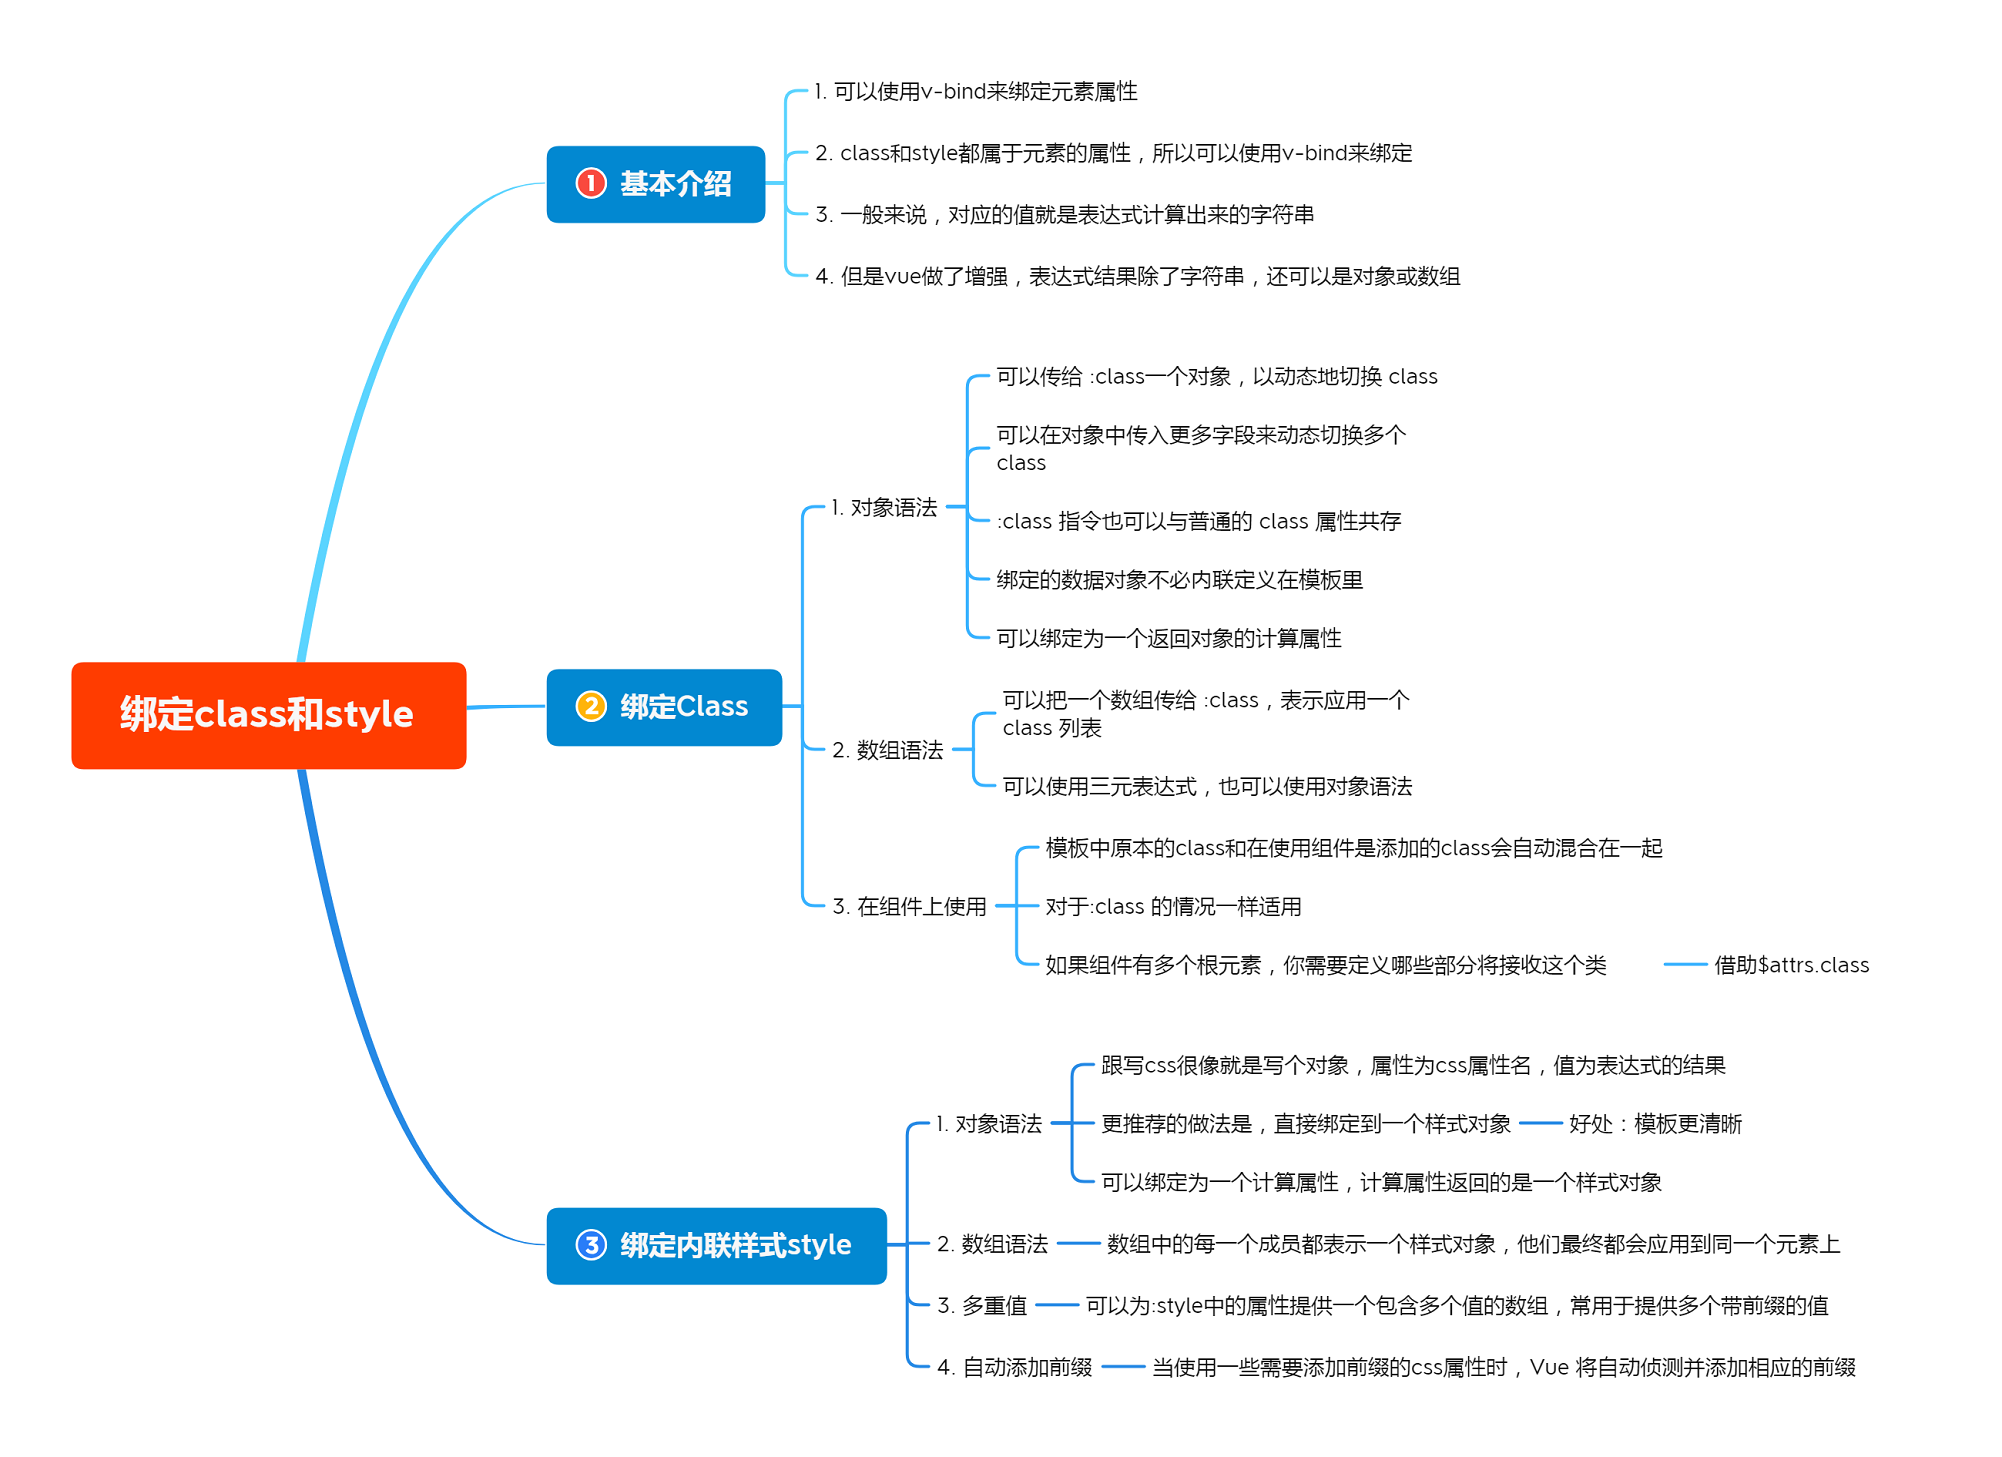 绑定class和style
① 基本介绍
1. 可以使用v-bind来绑定元素属性
2. class和style都属于元素的属性，所以可以使用v-bind来绑定
3. 一般来说，对应的值就是表达式计算出来的字符串
4. 但是vue做了增强，表达式结果除了字符串，还可以是对象或数组
② 绑定Class
1. 对象语法
可以传给 :class一个对象，以动态地切换 class
可以在对象中传入更多字段来动态切换多个
class
:class 指令也可以与普通的 class 属性共存
绑定的数据对象不必内联定义在模板里
可以绑定为一个返回对象的计算属性
2. 数组语法
可以把一个数组传给 :class，表示应用一个
class 列表
可以使用三元表达式，也可以使用对象语法
3. 在组件上使用
模板中原本的class和在使用组件是添加的class会自动混合在一起
对于:class 的情况一样适用
如果组件有多个根元素，你需要定义哪些部分将接收这个类
借助$attrs.class
③ 绑定内联样式style
1. 对象语法
跟写css很像就是写个对象，属性为css属性名，值为表达式的结果
更推荐的做法是，直接绑定到一个样式对象
好处：模板更清晰
可以绑定为一个计算属性，计算属性返回的是一个样式对象
2. 数组语法
数组中的每一个成员都表示一个样式对象，他们最终都会应用到同一个元素上
3. 多重值
可以为:style中的属性提供一个包含多个值的数组，常用于提供多个带前缀的值
4. 自动添加前缀
当使用一些需要添加前缀的css属性时，Vue 将自动侦测并添加相应的前缀